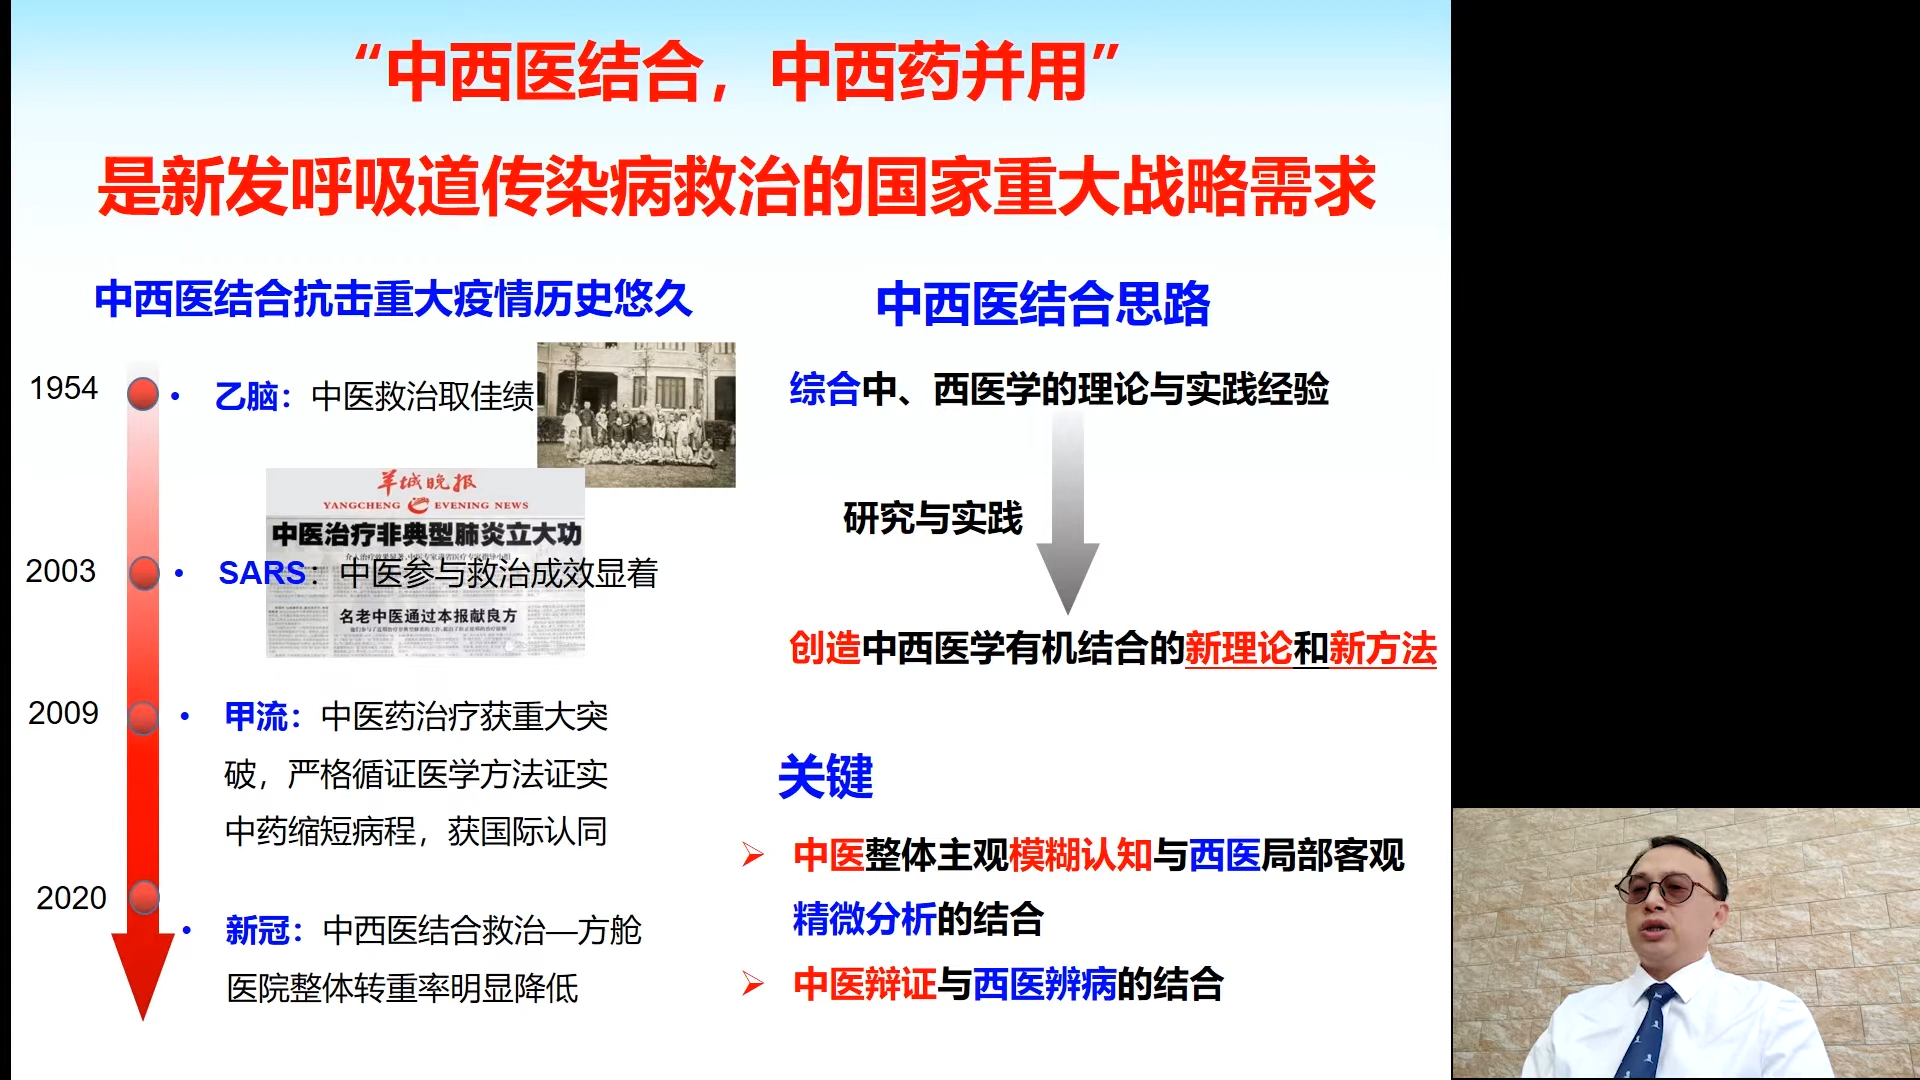 “中西医结合，中西药并用”
是新发呼吸道传染病救治的国家重大战略需求
中西医结合抗击重大疫情历史悠久
1954
• 乙脑：中医救治取佳绩
羊城晚报
YANGCHENG EVENING NEWS
中医治疗非典型肺炎立大功
2003
• SARS：中医参与救治成效显着
名老中医通过本报献良方
2009
• 甲流：中医药治疗获重大突
破，严格循证医学方法证实
中药缩短病程，获国际认同
2020
• 新冠：中西医结合救治—方舱
医院整体转重率明显降低
中西医结合思路
综合中、西医学的理论与实践经验
研究与实践
创造中西医学有机结合的新理论和新方法
关键
中医整体主观模糊认知与西医局部客观
精微分析的结合
中医辩证与西医辨病的结合